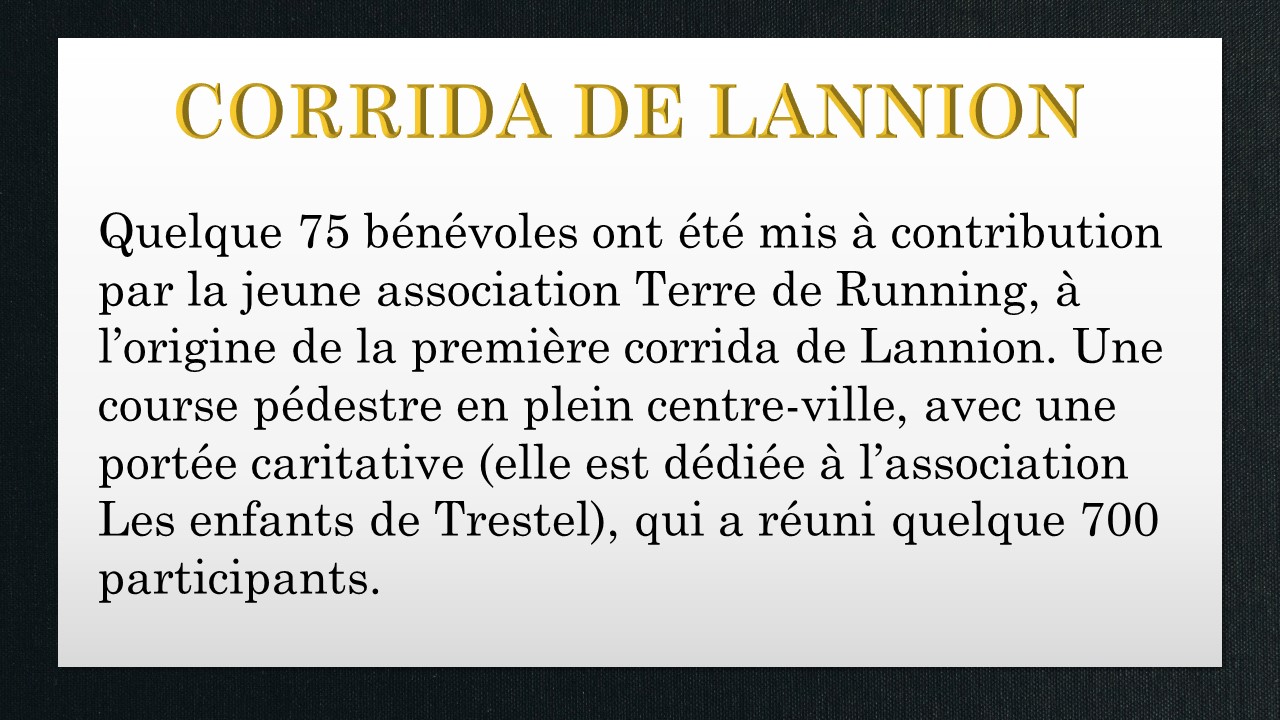 CORRIDA DE LANNION
Quelque 75 bénévoles ont été mis à contribution
par la jeune association Terre de Running, à
l’origine de la première corrida de Lannion. Une
course pédestre en plein centre-ville, avec une
portée caritative (elle est dédiée à l’association
Les enfants de Trestel), qui a réuni quelque 700
participants.